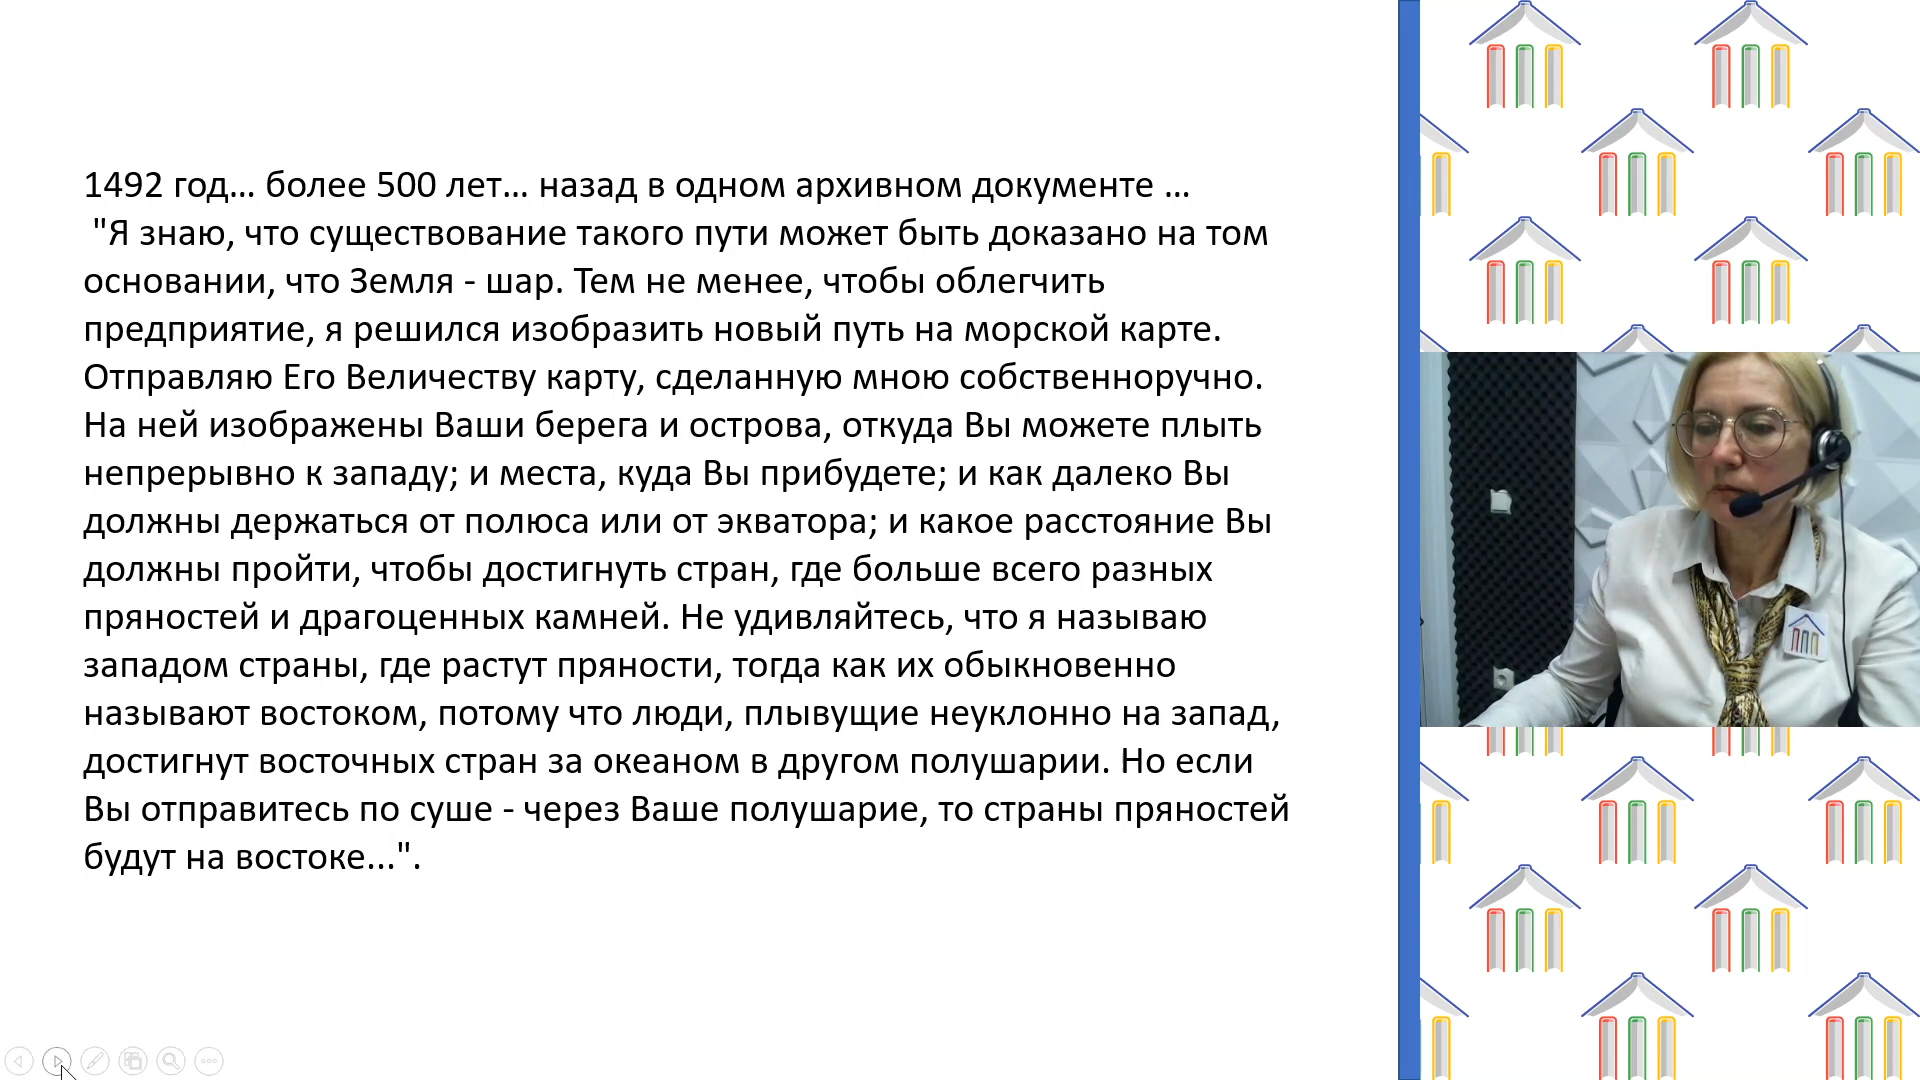 1492 год... более 500 лет... назад в одном архивном документе ...
"Я знаю, что существование такого пути может быть доказано на том
основании, что Земля - шар. Тем не менее, чтобы облегчить
предприятие, я решился изобразить новый путь на морской карте.
Отправляю Его Величеству карту, сделанную мною собственноручно.
На ней изображены Ваши берега и острова, откуда Вы можете плыть
непрерывно к западу; и места, куда Вы прибудете; и как далеко Вы
должны держаться от полюса или от экватора; и какое расстояние Вы
должны пройти, чтобы достигнуть стран, где больше всего разных
пряностей и драгоценных камней. Не удивляйтесь, что я называю
западом страны, где растут пряности, тогда как их обыкновенно
называют востоком, потому что люди, плывущие неуклонно на запад,
достигнут восточных стран за океаном в другом полушарии. Но если
Вы отправитесь по суше - через Ваше полушарие, то страны пряностей
будут на востоке...".